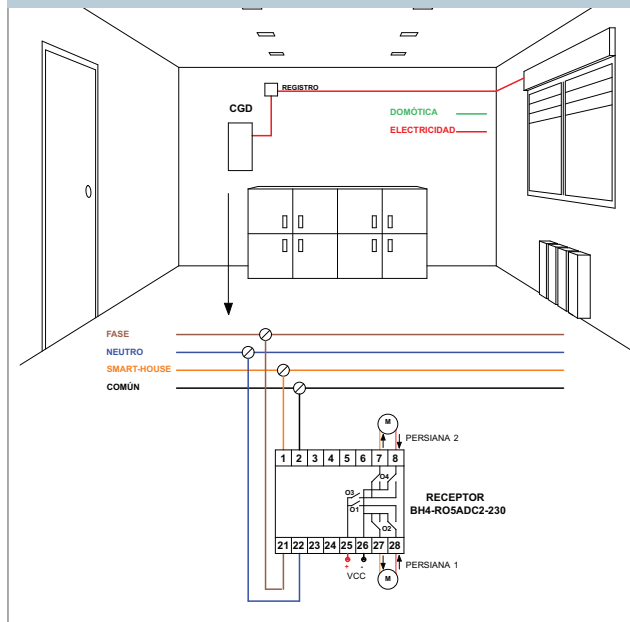 REGISTRO
CGD
DOMÓTICA
ELECTRICIDAD
FASE
NEUTRO
SMART-HOUSE
COMÚN
M
PERSIANA 2
1 2 3 4 5 6 7 8
O4
O3
O1
O2
RECEPTOR
BH4-RO5ADC2-230
21 22 23 24 25 26 27 28
+ -
VCC
PERSIANA 1
M